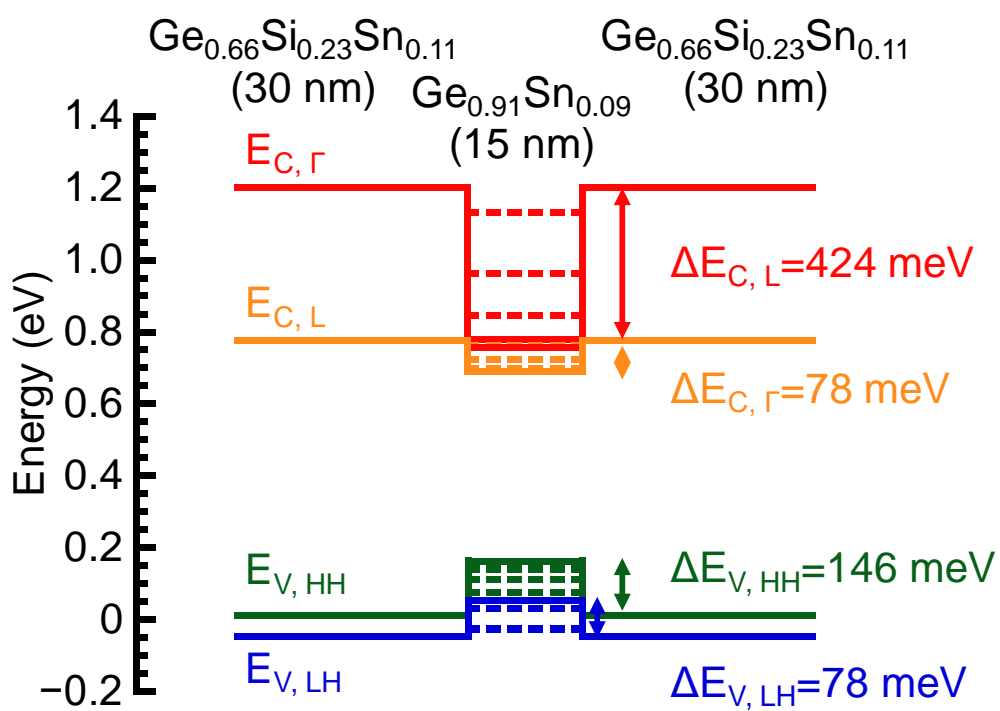 Ge0.66Si0.23Sn0.11
(30 nm)
Ge0.91Sn0.09
(15 nm)
Ge0.66Si0.23Sn0.11
(30 nm)
Energy (eV)
1.4
1.2
1.0
0.8
0.6
0.4
0.2
0
−0.2
EC, Γ
EC, L
EV, HH
EV, LH
ΔEC, L=424 meV
ΔEC, Γ=78 meV
ΔEV, HH=146 meV
ΔEV, LH=78 meV